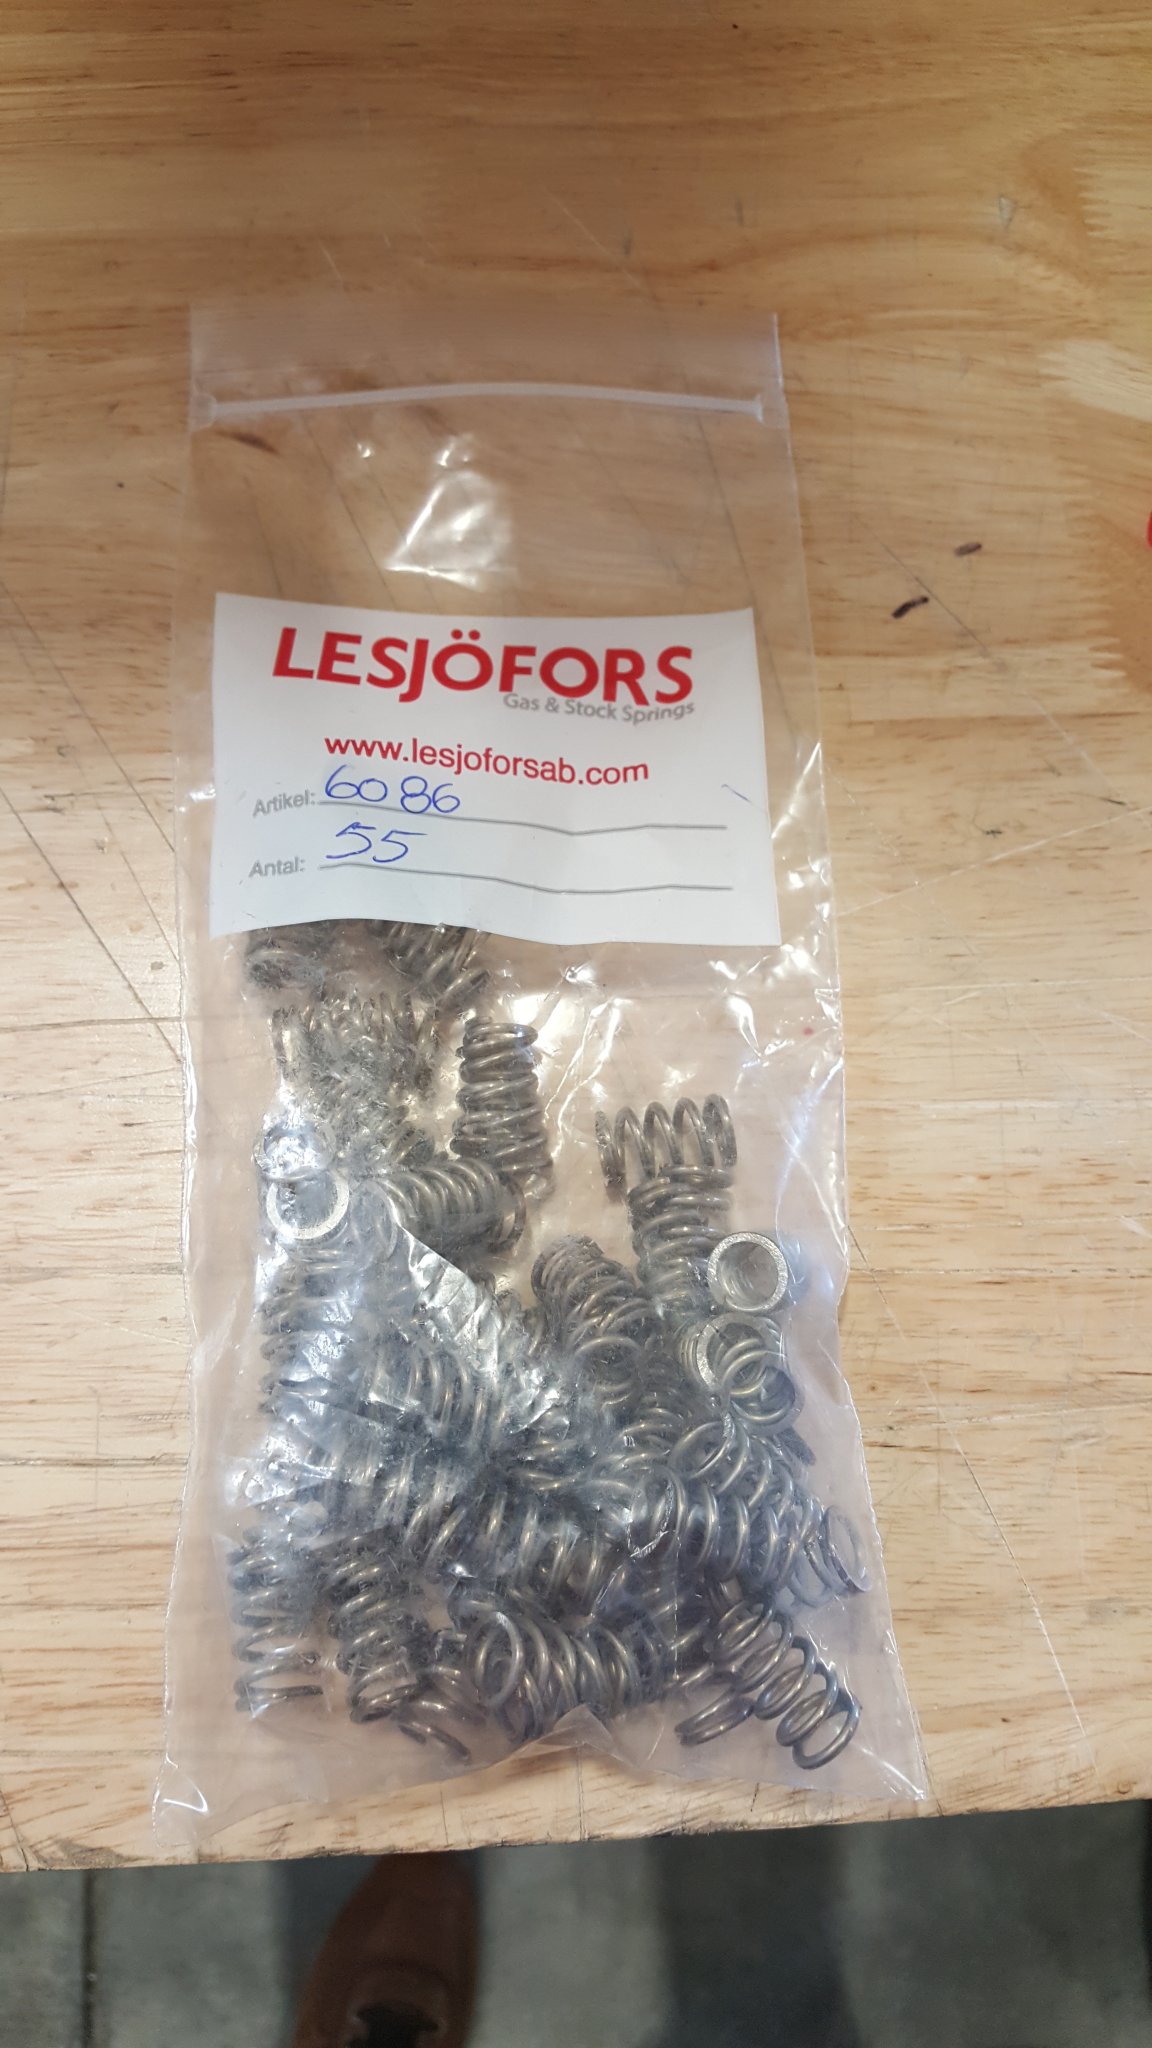 LESJÖFORS
Gas & Stock Springs
www.lesjoforsab.com
Artikel: 6086
Antal: 55